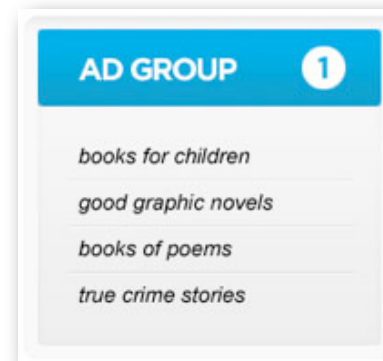 AD GROUP 1
books for children
good graphic novels
books of poems
true crime stories